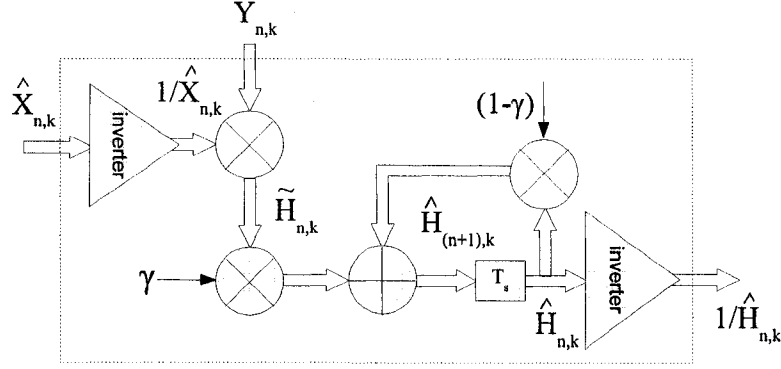 Y_{n,k}
X̂_{n,k}
inverter
1/X̂_{n,k}
(1-γ)
H̃_{n,k}
Ĥ_{(n+1),k}
γ
T_s
inverter
Ĥ_{n,k}
1/Ĥ_{n,k}